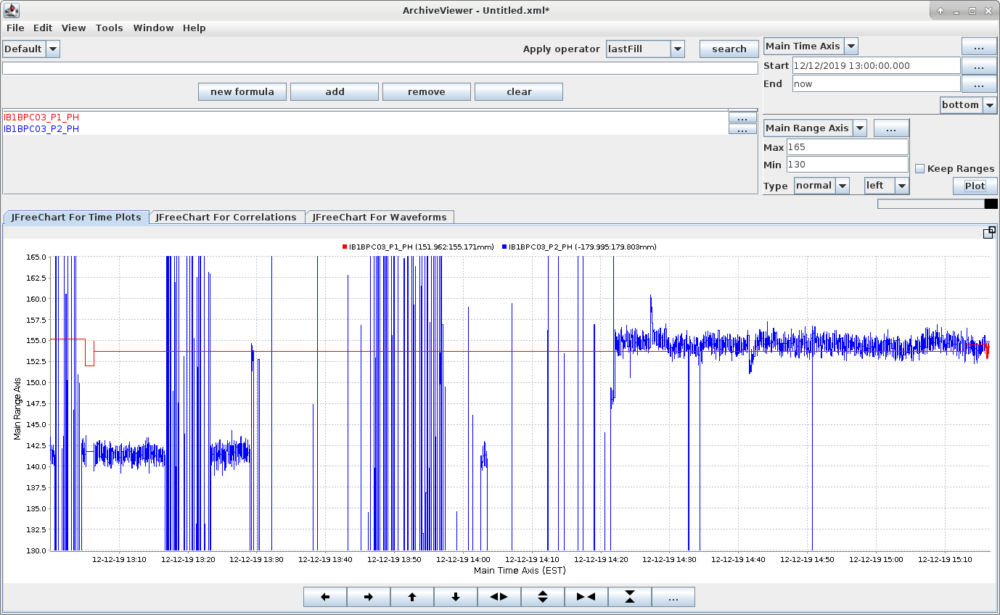 ArchiveViewer - Untitled.xml*
File Edit View Tools Window Help
Default
Apply operator lastFill search
new formula add remove clear
IB1BPC03_P1_PH ...
IB1BPC03_P2_PH ...
Main Time Axis ...
Start 12/12/2019 13:00:00.000 ...
End now ...
bottom
Main Range Axis ...
Max 165
Min 130
Keep Ranges
Type normal left Plot
JFreeChart For Time Plots JFreeChart For Correlations JFreeChart For Waveforms
IB1BPC03_P1_PH (151.962:155.171mm) IB1BPC03_P2_PH (-179.995:179.803mm)
165.0
162.5
160.0
157.5
155.0
152.5
150.0
147.5
145.0
142.5
140.0
137.5
135.0
132.5
130.0
Main Range Axis
12-12-19 13:10 12-12-19 13:20 12-12-19 13:30 12-12-19 13:40 12-12-19 13:50 12-12-19 14:00 12-12-19 14:10 12-12-19 14:20 12-12-19 14:30 12-12-19 14:40 12-12-19 14:50 12-12-19 15:00 12-12-19 15:10
Main Time Axis (EST)
...